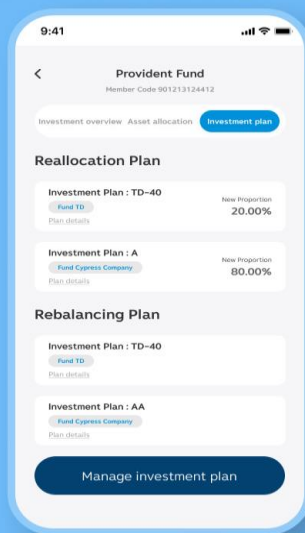 9:41
Provident Fund
Member Code 901213124412
Investment overview Asset allocation Investment plan
Reallocation Plan
Investment Plan : TD-40
Fund TD
Plan details
New Proportion
20.00%
Investment Plan : A
Fund Cypress Company
Plan details
New Proportion
80.00%
Rebalancing Plan
Investment Plan : TD-40
Fund TD
Plan details
Investment Plan : AA
Fund Cypress Company
Plan details
Manage investment plan